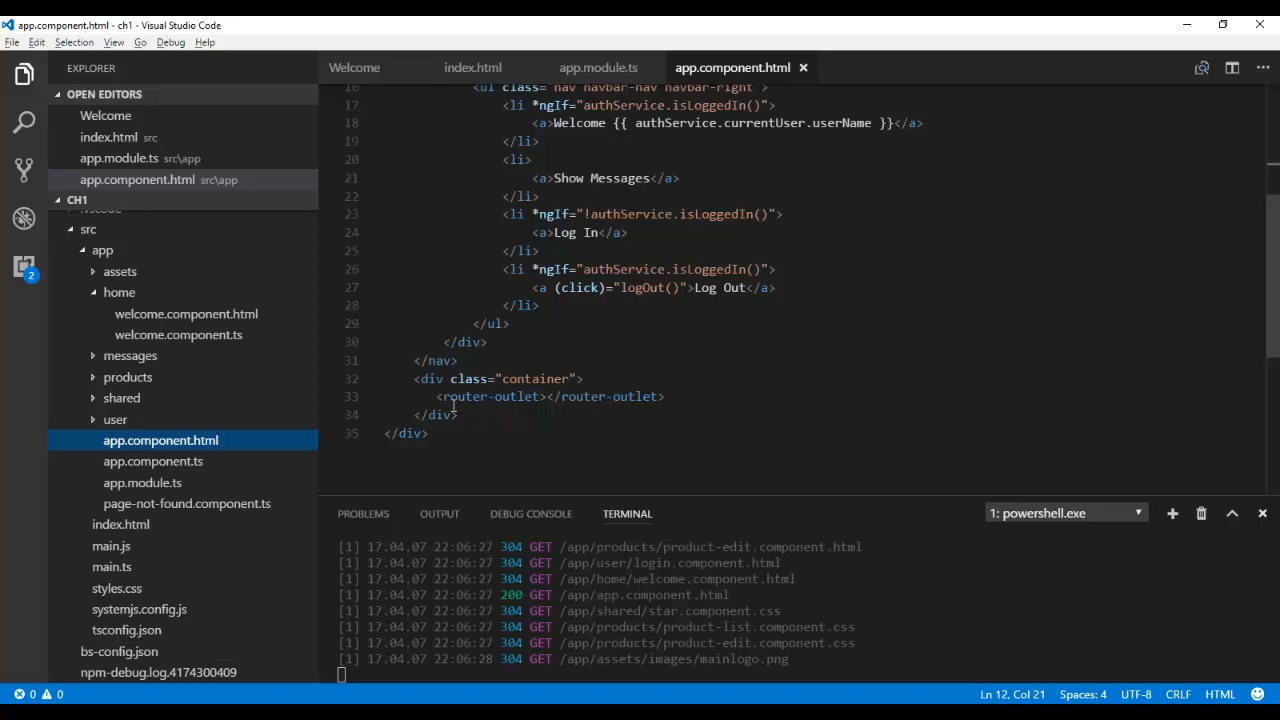 app.component.html - ch1 - Visual Studio Code
File Edit Selection View Go Debug Help
EXPLORER
OPEN EDITORS
Welcome
index.html src
app.module.ts src\app
app.component.html src\app
CH1
.vscode
src
app
assets
home
welcome.component.html
welcome.component.ts
messages
products
shared
user
app.component.html
app.component.ts
app.module.ts
page-not-found.component.ts
index.html
main.js
main.ts
styles.css
systemjs.config.js
tsconfig.json
bs-config.json
npm-debug.log.4174300409
2
Welcome index.html app.module.ts app.component.html
16 <ul class="nav navbar-nav navbar-right">
17 <li *ngIf="authService.isLoggedIn()">
18 <a>Welcome {{ authService.currentUser.userName }}</a>
19 </li>
20 <li>
21 <a>Show Messages</a>
22 </li>
23 <li *ngIf="!authService.isLoggedIn()">
24 <a>Log In</a>
25 </li>
26 <li *ngIf="authService.isLoggedIn()">
27 <a (click)="logOut()">Log Out</a>
28 </li>
29 </ul>
30 </div>
31 </nav>
32 <div class="container">
33 <router-outlet></router-outlet>
34 </div>
35 </div>
PROBLEMS OUTPUT DEBUG CONSOLE TERMINAL 1: powershell.exe
[1] 17.04.07 22:06:27 304 GET /app/products/product-edit.component.html
[1] 17.04.07 22:06:27 304 GET /app/user/login.component.html
[1] 17.04.07 22:06:27 304 GET /app/home/welcome.component.html
[1] 17.04.07 22:06:27 200 GET /app/app.component.html
[1] 17.04.07 22:06:27 304 GET /app/shared/star.component.css
[1] 17.04.07 22:06:27 304 GET /app/products/product-list.component.css
[1] 17.04.07 22:06:27 304 GET /app/products/product-edit.component.css
[1] 17.04.07 22:06:28 304 GET /app/assets/images/mainlogo.png
0 0 Ln 12, Col 21 Spaces: 4 UTF-8 CRLF HTML